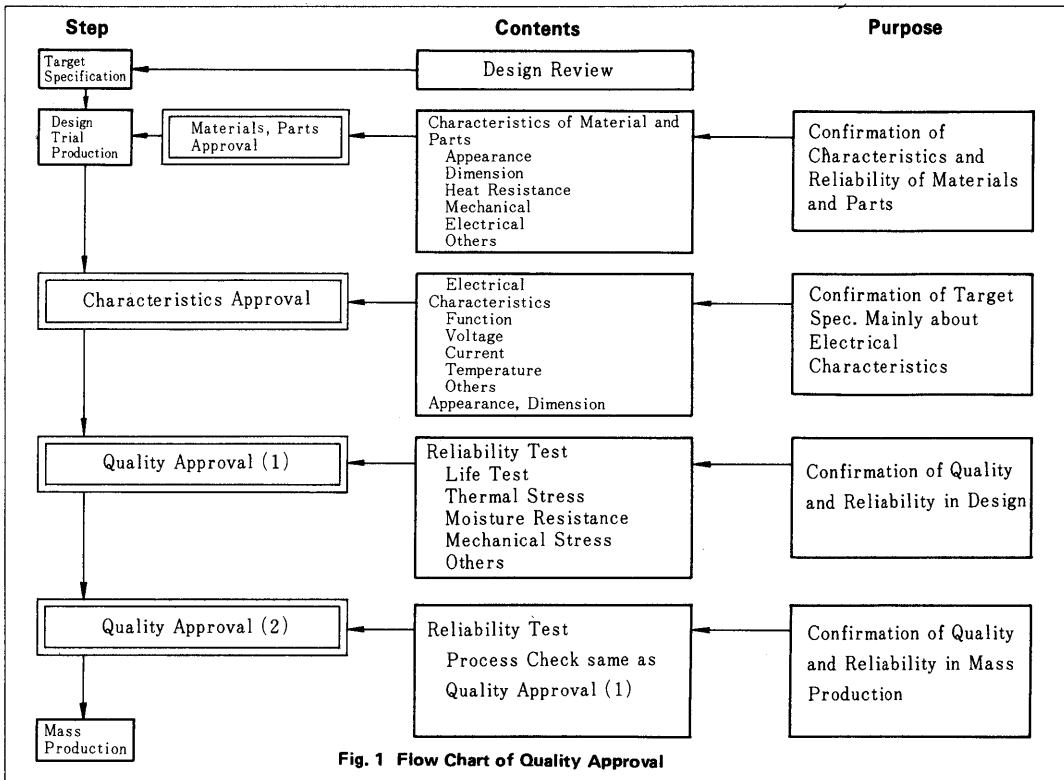 Step
Contents
Purpose
Target
Specification
Design Review
Design
Trial
Production
Materials, Parts
Approval
Characteristics of Material and
Parts
Appearance
Dimension
Heat Resistance
Mechanical
Electrical
Others
Confirmation of
Characteristics and
Reliability of Materials
and Parts
Characteristics Approval
Electrical
Characteristics
Function
Voltage
Current
Temperature
Others
Appearance, Dimension
Confirmation of Target
Spec. Mainly about
Electrical
Characteristics
Quality Approval (1)
Reliability Test
Life Test
Thermal Stress
Moisture Resistance
Mechanical Stress
Others
Confirmation of Quality
and Reliability in Design
Quality Approval (2)
Reliability Test
Process Check same as
Quality Approval (1)
Confirmation of Quality
and Reliability in Mass
Production
Mass
Production
Fig. 1 Flow Chart of Quality Approval